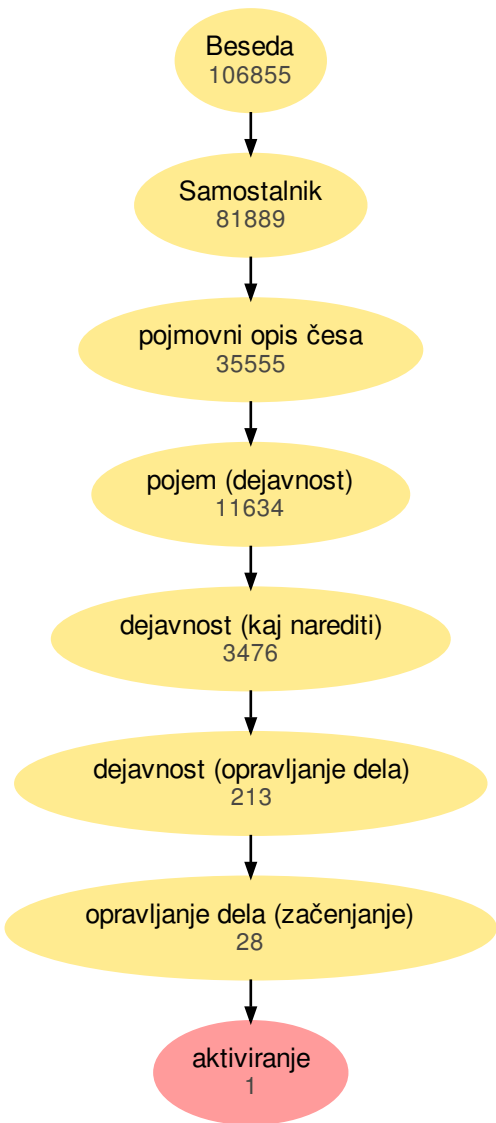 Beseda
106855
Samostalnik
81889
pojmovni opis česa
35555
pojem (dejavnost)
11634
dejavnost (kaj narediti)
3476
dejavnost (opravljanje dela)
213
opravljanje dela (začenjanje)
28
aktiviranje
1